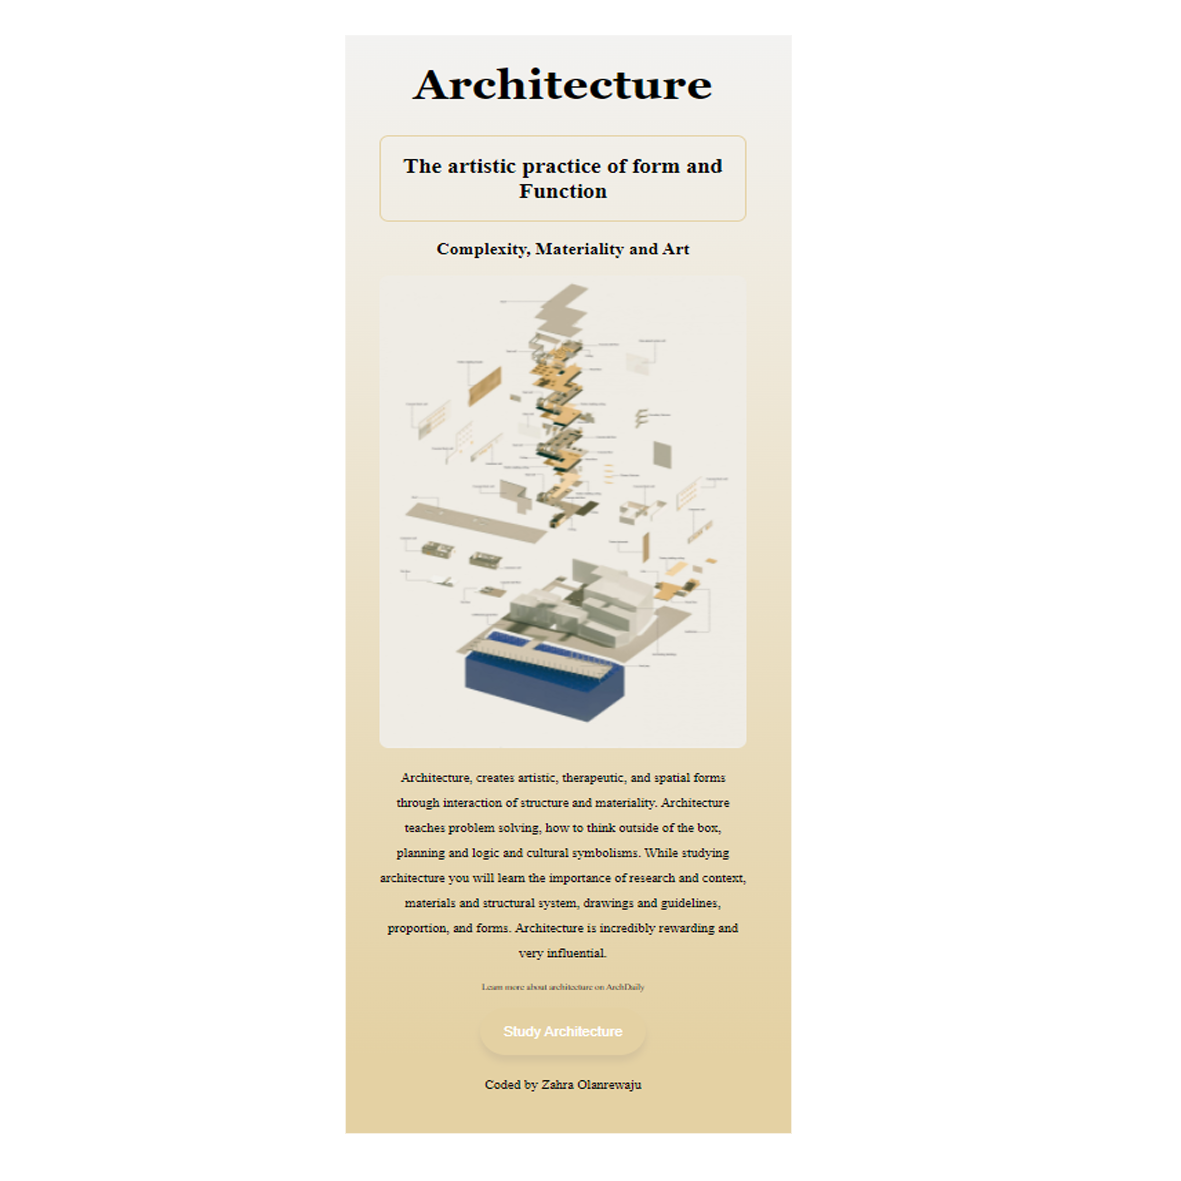 Architecture
The artistic practice of form and
Function
Complexity, Materiality and Art
Architecture, creates artistic, therapeutic, and spatial forms
through interaction of structure and materiality. Architecture
teaches problem solving, how to think outside of the box,
planning and logic and cultural symbolisms. While studying
architecture you will learn the importance of research and context,
materials and structural system, drawings and guidelines,
proportion, and forms. Architecture is incredibly rewarding and
very influential.
Learn more about architecture on ArchDaily
Study Architecture
Coded by Zahra Olanrewaju